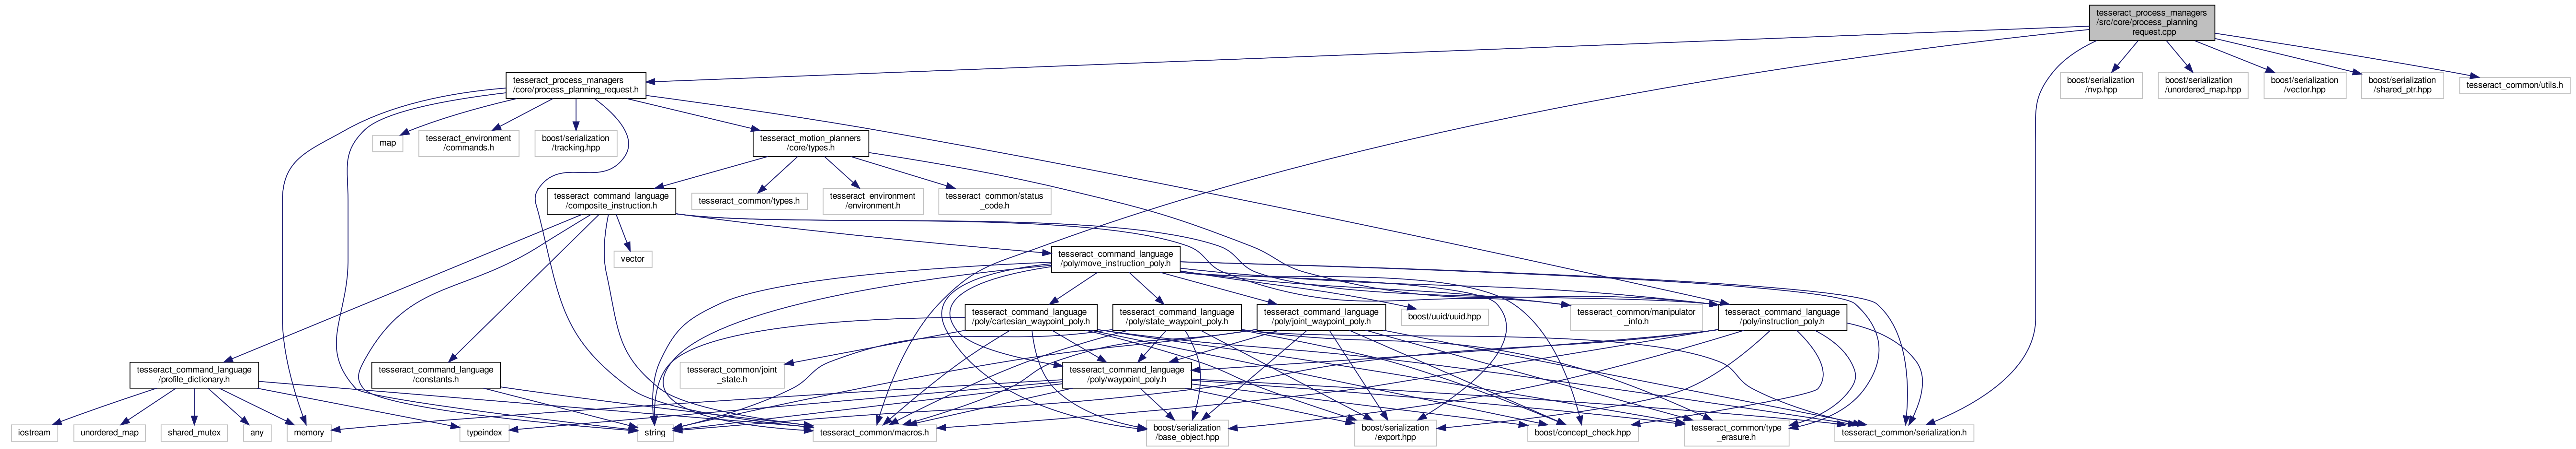 tesseract_process_managers
/src/core/process_planning
_request.cpp
tesseract_process_managers
/core/process_planning_request.h
boost/serialization
/nvp.hpp
boost/serialization
/unordered_map.hpp
boost/serialization
/vector.hpp
boost/serialization
/shared_ptr.hpp
tesseract_common/utils.h
map
tesseract_environment
/commands.h
boost/serialization
/tracking.hpp
tesseract_motion_planners
/core/types.h
tesseract_command_language
/composite_instruction.h
tesseract_common/types.h
tesseract_environment
/environment.h
tesseract_common/status
_code.h
vector
tesseract_command_language
/poly/move_instruction_poly.h
tesseract_command_language
/poly/cartesian_waypoint_poly.h
tesseract_command_language
/poly/state_waypoint_poly.h
tesseract_command_language
/poly/joint_waypoint_poly.h
boost/uuid/uuid.hpp
tesseract_common/manipulator
_info.h
tesseract_command_language
/poly/instruction_poly.h
tesseract_command_language
/profile_dictionary.h
tesseract_command_language
/constants.h
tesseract_common/joint
_state.h
tesseract_command_language
/poly/waypoint_poly.h
iostream
unordered_map
shared_mutex
any
memory
typeindex
string
tesseract_common/macros.h
boost/serialization
/base_object.hpp
boost/serialization
/export.hpp
boost/concept_check.hpp
tesseract_common/type
_erasure.h
tesseract_common/serialization.h